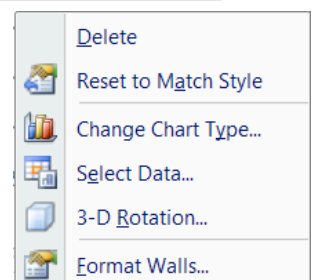 Delete
Reset to Match Style
Change Chart Type...
Select Data...
3-D Rotation...
Format Walls...